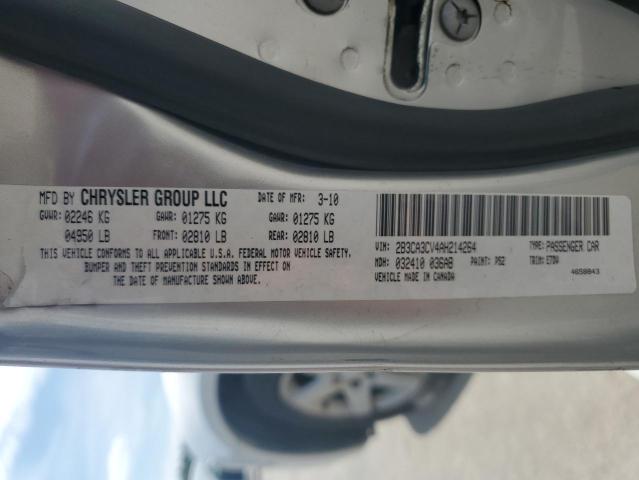 MFD BY CHRYSLER GROUP LLC DATE OF MFR: 3-10
GVWR: 02246 KG GAWR: 01275 KG GAWR: 01275 KG
04950 LB FRONT: 02810 LB REAR: 02810 LB
THIS VEHICLE CONFORMS TO ALL APPLICABLE U.S.A. FEDERAL MOTOR VEHICLE SAFETY,
BUMPER AND THEFT PREVENTION STANDARDS IN EFFECT ON
THE DATE OF MANUFACTURE SHOWN ABOVE.
VIN: 2B3CA3CV4AH214264 TYPE: PASSENGER CAR
MDH: 032410 036AB PAINT: PS2 TRIM: E7DV
VEHICLE MADE IN CANADA 4658843